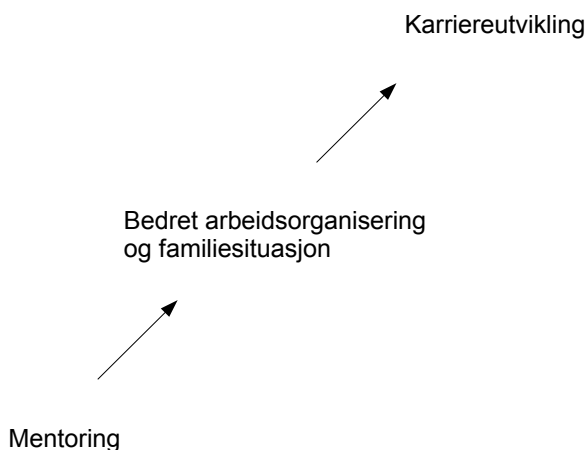 Karriereutvikling
Bedret arbeidsorganisering
og familiesituasjon
Mentoring